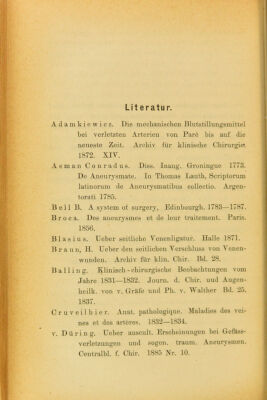 Literatur.
Adamkiewicz. Die mechanischen Blutstillungsmittel
bei verletzten Arterien von Paré bis auf die
neueste Zeit. Archiv für klinische Chirurgie.
1872. XIV.
Aeman Conradus. Diss. Inaug. Groningue 1773.
De Aneurysmate. In Thomas Lauth, Scriptorum
latinorum de Aneurysmatibus collectio. Argen-
torati 1785.
Bell B. A system of surgery. Edinbourgh. 1783—1787.
Broca. Des aneurysmes et de leur traitement. Paris.
1856.
Blasius. Ueber seitliche Venenligatur. Halle 1871.
Braun, H. Ueber den seitlichen Verschluss von Venen-
wunden. Archiv für klin. Chir. Bd. 28.
Balling. Klinisch-chirurgische Beobachtungen vom
Jahre 1831—1832. Journ. d. Chir. und Augen-
heilk. von v. Gräfe und Ph. v. Walther Bd. 25.
1837.
Cruveilhier. Anat. pathologique. Maladies des vei-
nes et des artères. 1832—1834.
v. Düring. Ueber auscult. Erscheinungen bei Gefäss-
verletzungen und sogen. traum. Aneurysmen.
Centralbl. f. Chir. 1885 Nr. 10.